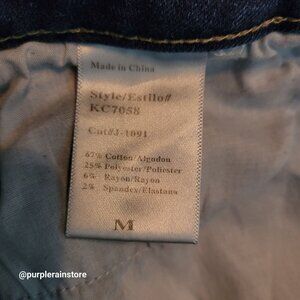 Made in China
Style/Estilo#
KC7058
Cut#J-1091
67% Cotton/Algodon
25% Polyester/Poliester
6% Rayon/Rayon
2% Spandex/Elastana
M
@purplerainstore